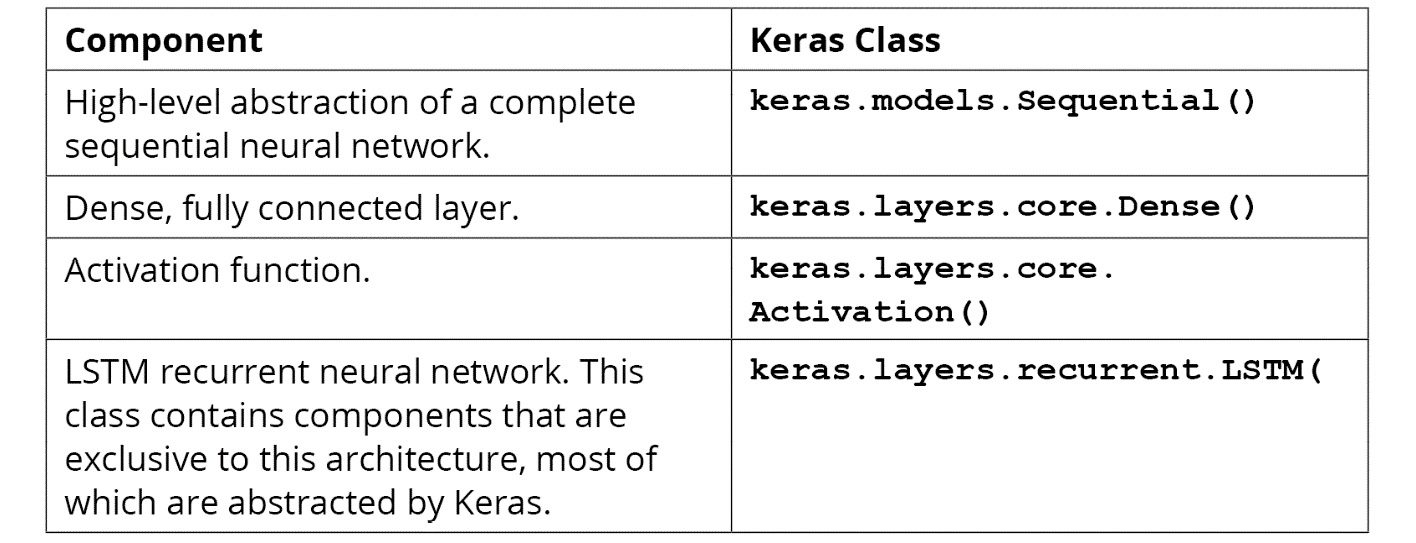 Component
Keras Class
High-level abstraction of a complete
sequential neural network.
keras.models.Sequential()
Dense, fully connected layer.
keras.layers.core.Dense()
Activation function.
keras.layers.core.
Activation()
LSTM recurrent neural network. This
class contains components that are
exclusive to this architecture, most of
which are abstracted by Keras.
keras.layers.recurrent.LSTM(